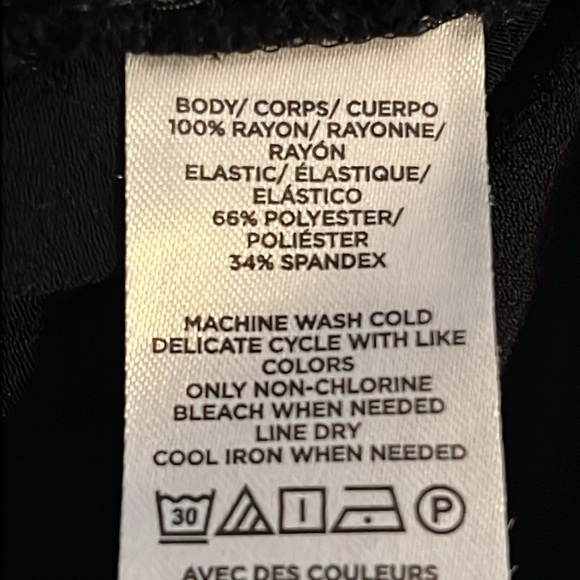 BODY/ CORPS/ CUERPO
100% RAYON/ RAYONNE/
RAYÓN
ELASTIC/ ÉLASTIQUE/
ELÁSTICO
66% POLYESTER/
POLIÉSTER
34% SPANDEX
MACHINE WASH COLD
DELICATE CYCLE WITH LIKE
COLORS
ONLY NON-CHLORINE
BLEACH WHEN NEEDED
LINE DRY
COOL IRON WHEN NEEDED
30 P
AVEC DES COULEURS